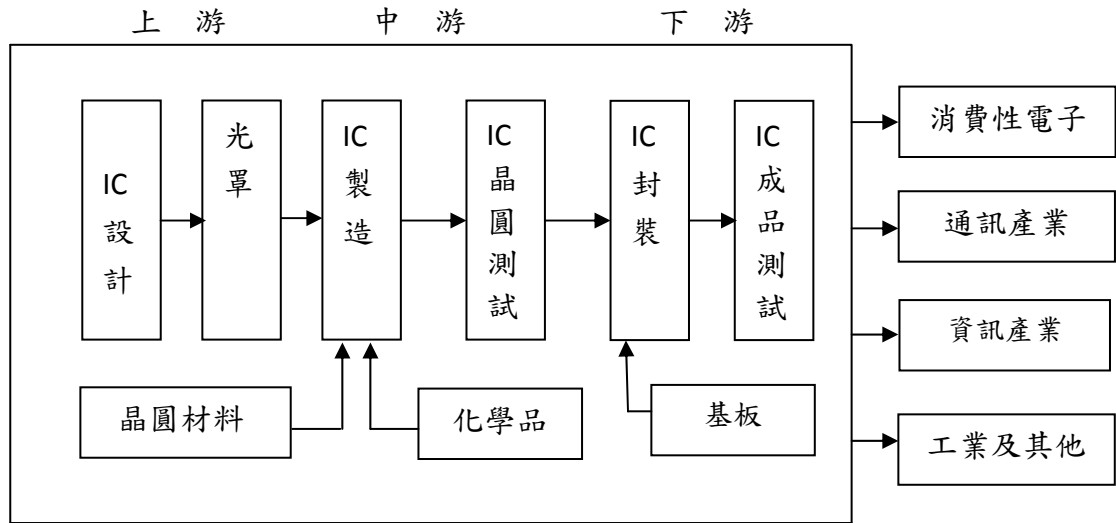 上 游
中 游
下 游
IC
設
計
光
罩
IC
製
造
IC
晶
圓
測
試
IC
封
裝
IC
成
品
測
試
晶圓材料
化學品
基板
消費性電子
通訊產業
資訊產業
工業及其他